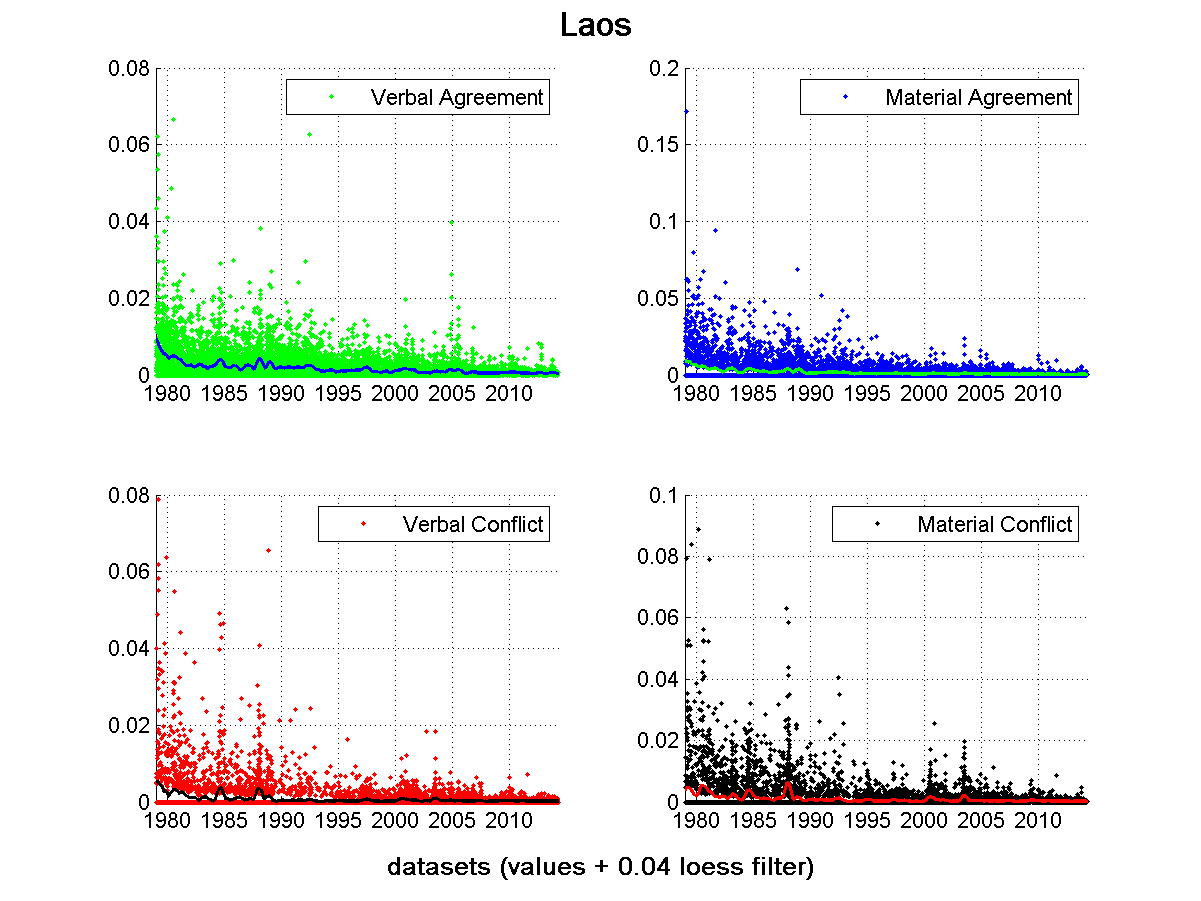 Laos
Verbal Agreement
0.08
0.06
0.04
0.02
0
1980 1985 1990 1995 2000 2005 2010
Material Agreement
0.2
0.15
0.1
0.05
0
1980 1985 1990 1995 2000 2005 2010
Verbal Conflict
0.08
0.06
0.04
0.02
0
1980 1985 1990 1995 2000 2005 2010
Material Conflict
0.1
0.08
0.06
0.04
0.02
0
1980 1985 1990 1995 2000 2005 2010
datasets (values + 0.04 loess filter)